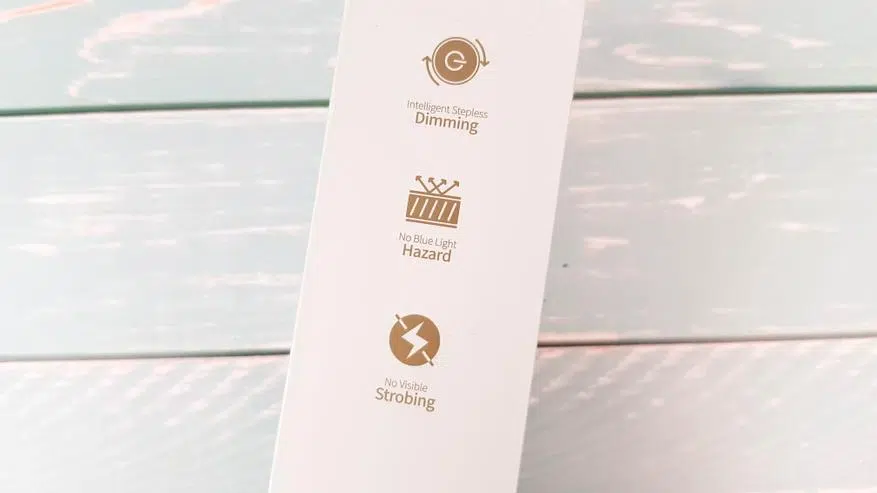 Intelligent Stepless
Dimming
No Blue Light
Hazard
No Visible
Strobing